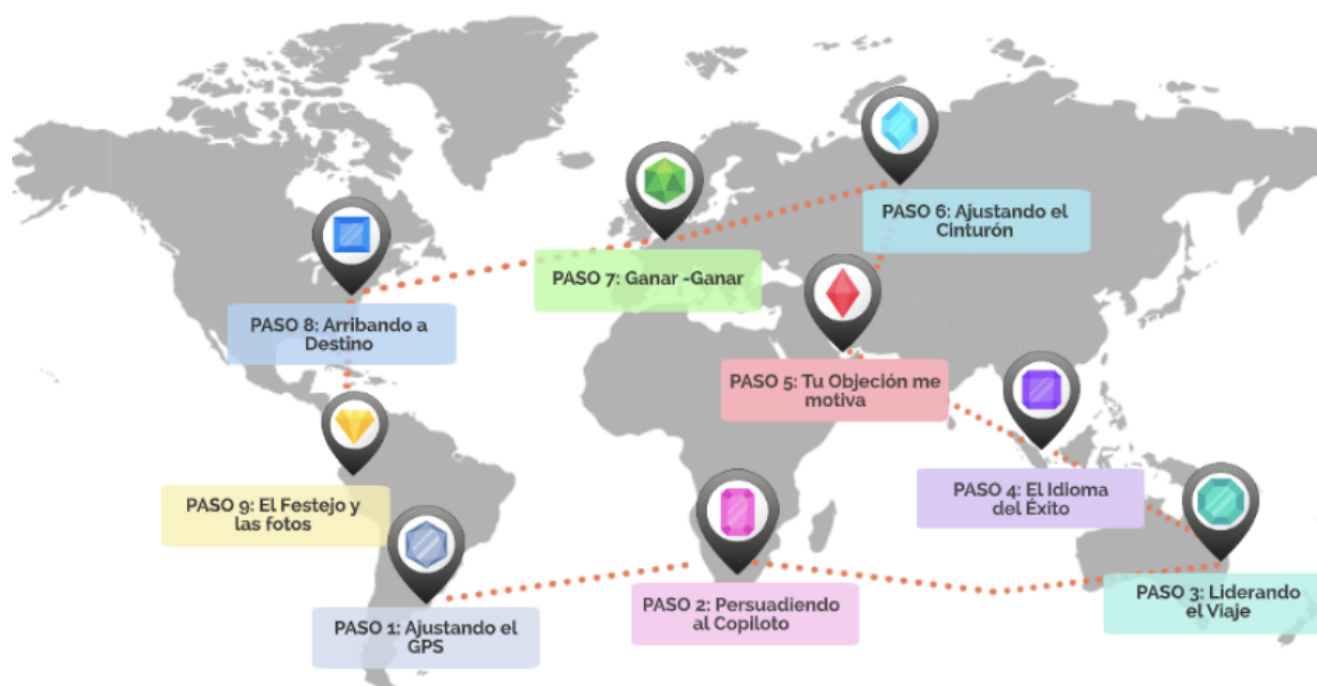 PASO 6: Ajustando el
Cinturón
PASO 7: Ganar -Ganar
PASO 8: Arribando a
Destino
PASO 5: Tu Objeción me
motiva
PASO 9: El Festejo y
las fotos
PASO 4: El Idioma
del Éxito
PASO 2: Persuadiendo
al Copiloto
PASO 3: Liderando
el Viaje
PASO 1: Ajustando el
GPS